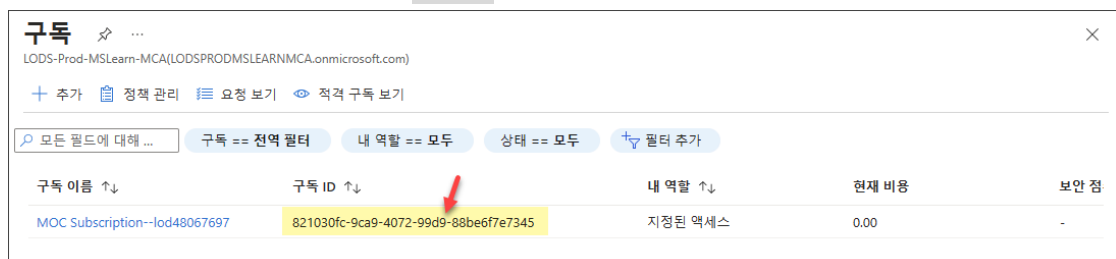 구독 ...
LODS-Prod-MSLearn-MCA(LODSPRODMSLEARNMCA.onmicrosoft.com)
추가 정책 관리 요청 보기 적격 구독 보기
모든 필드에 대해 ... 구독 == 전역 필터 내 역할 == 모두 상태 == 모두 필터 추가
구독 이름 ↑↓ 구독 ID ↑↓ 내 역할 ↑↓ 현재 비용 보안 점
MOC Subscription--lod48067697 821030fc-9ca9-4072-99d9-88be6f7e7345 지정된 액세스 0.00 -